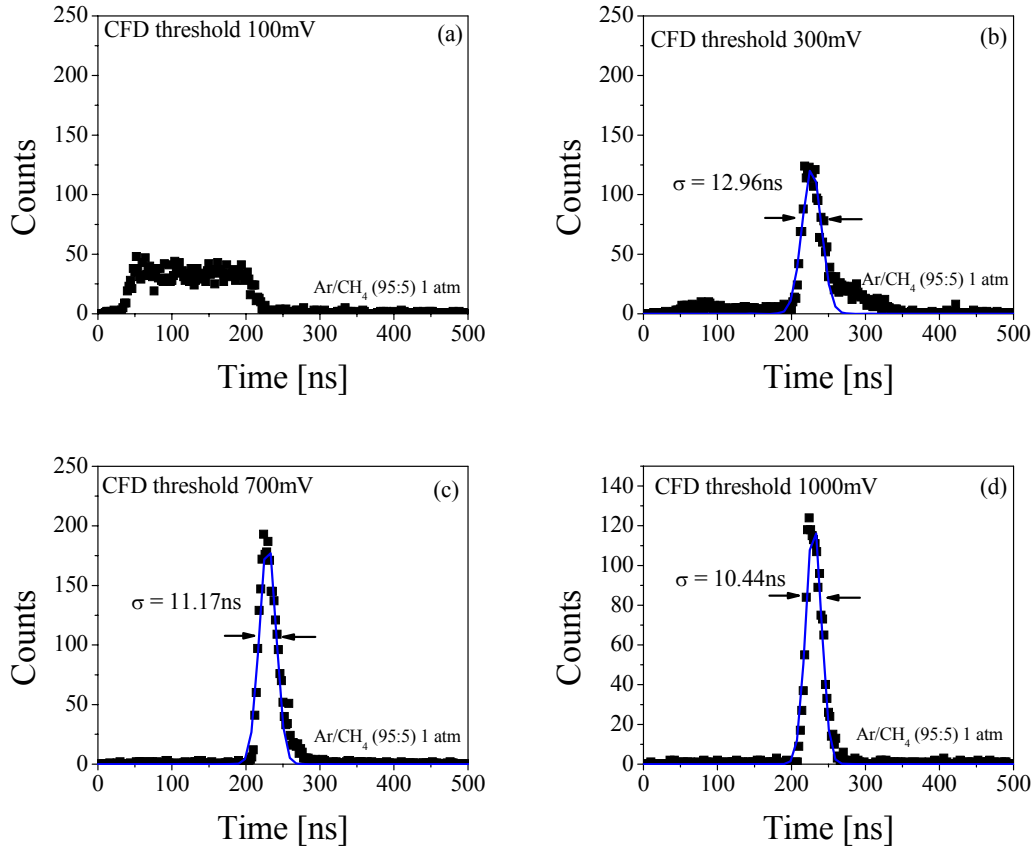 CFD threshold 100mV
(a)
250
200
150
100
50
0
Counts
Ar/CH4 (95:5) 1 atm
0 100 200 300 400 500
Time [ns]
CFD threshold 300mV
(b)
250
200
150
100
50
0
Counts
σ = 12.96ns
Ar/CH4 (95:5) 1 atm
0 100 200 300 400 500
Time [ns]
CFD threshold 700mV
(c)
250
200
150
100
50
0
Counts
σ = 11.17ns
Ar/CH4 (95:5) 1 atm
0 100 200 300 400 500
Time [ns]
CFD threshold 1000mV
(d)
140
120
100
80
60
40
20
0
Counts
σ = 10.44ns
Ar/CH4 (95:5) 1 atm
0 100 200 300 400 500
Time [ns]